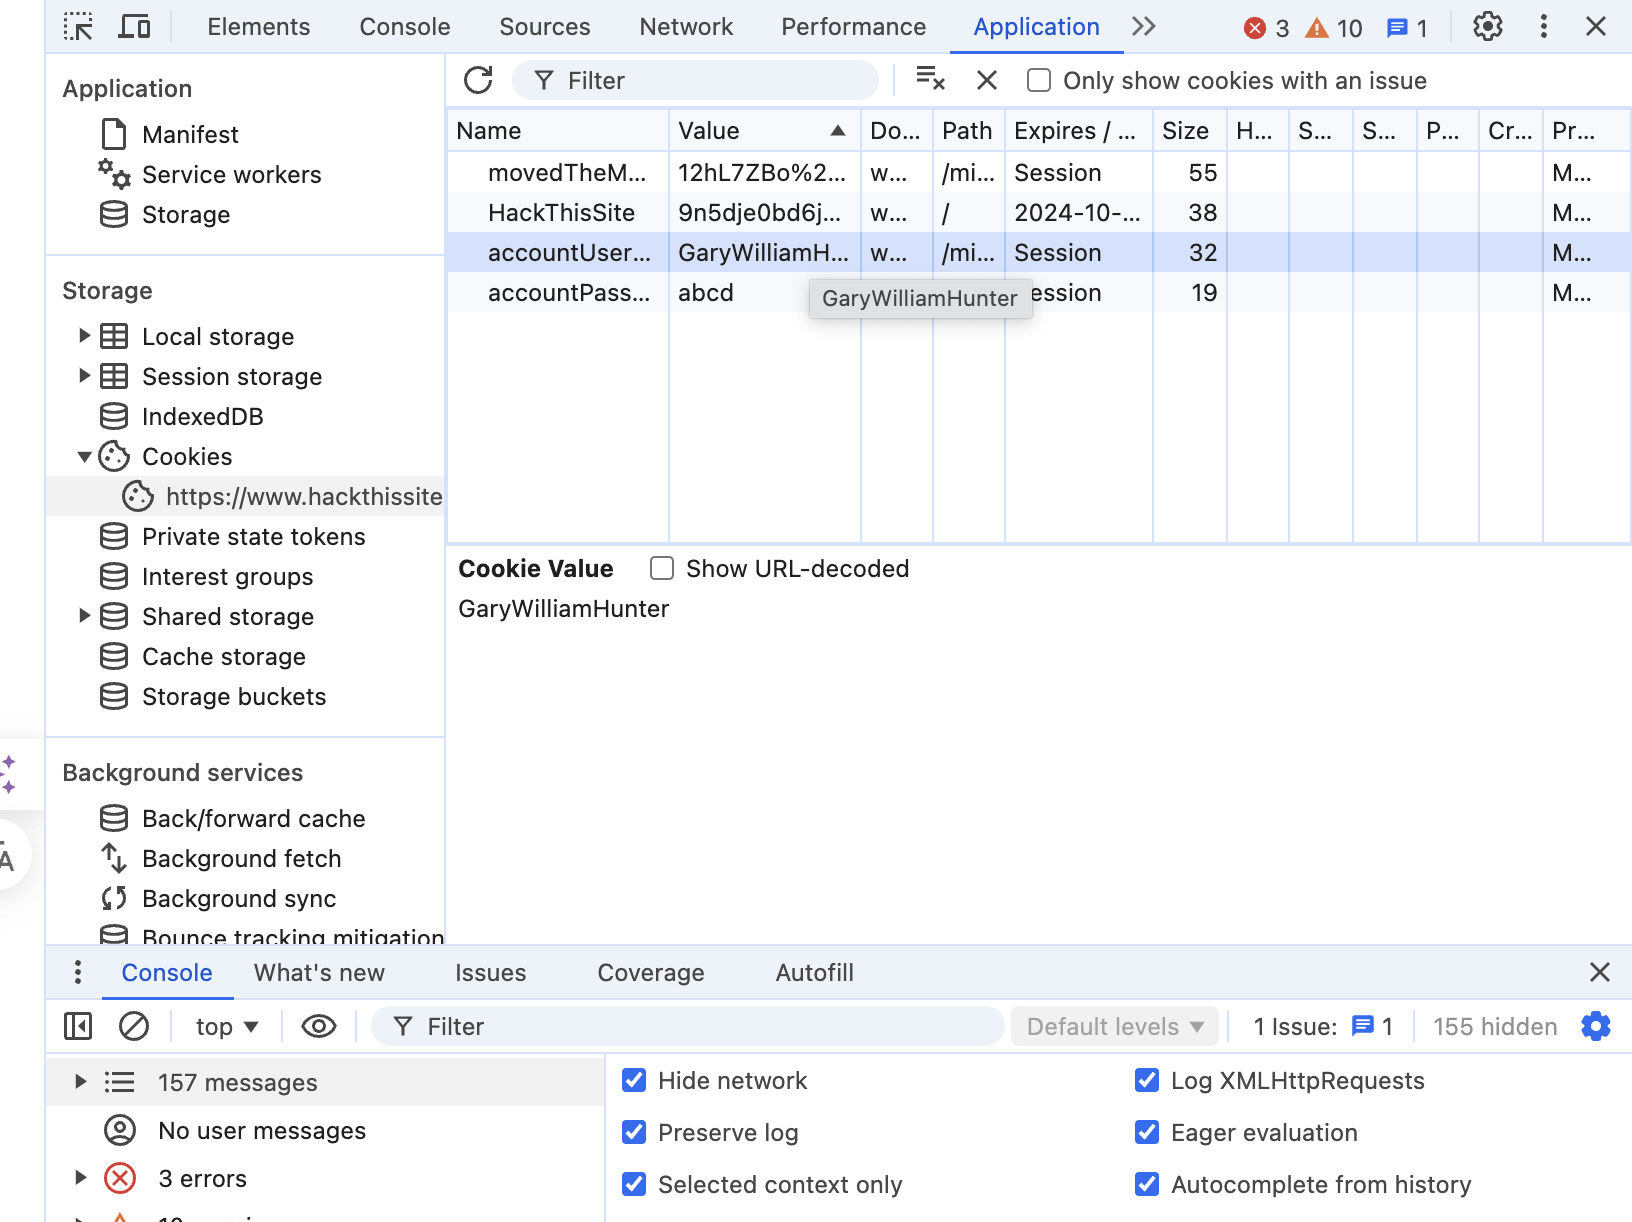 Elements Console Sources Network Performance Application 3 10 1
Application
Manifest
Service workers
Storage
Storage
Local storage
Session storage
IndexedDB
Cookies
https://www.hackthissite
Private state tokens
Interest groups
Shared storage
Cache storage
Storage buckets
Background services
Back/forward cache
Background fetch
Background sync
Bounce tracking mitigation
Filter Only show cookies with an issue
Name Value Do... Path Expires / ... Size H... S... S... P... Cr... Pr...
movedTheM... 12hL7ZBo%2... w... /mi... Session 55 M...
HackThisSite 9n5dje0bd6j... w... / 2024-10-... 38 M...
accountUser... GaryWilliamH... w... /mi... Session 32 M...
accountPass... abcd ession 19 M...
GaryWilliamHunter
Cookie Value Show URL-decoded
GaryWilliamHunter
Console What's new Issues Coverage Autofill
top Filter Default levels 1 Issue: 1 155 hidden
157 messages
No user messages
3 errors
Hide network Log XMLHttpRequests
Preserve log Eager evaluation
Selected context only Autocomplete from history